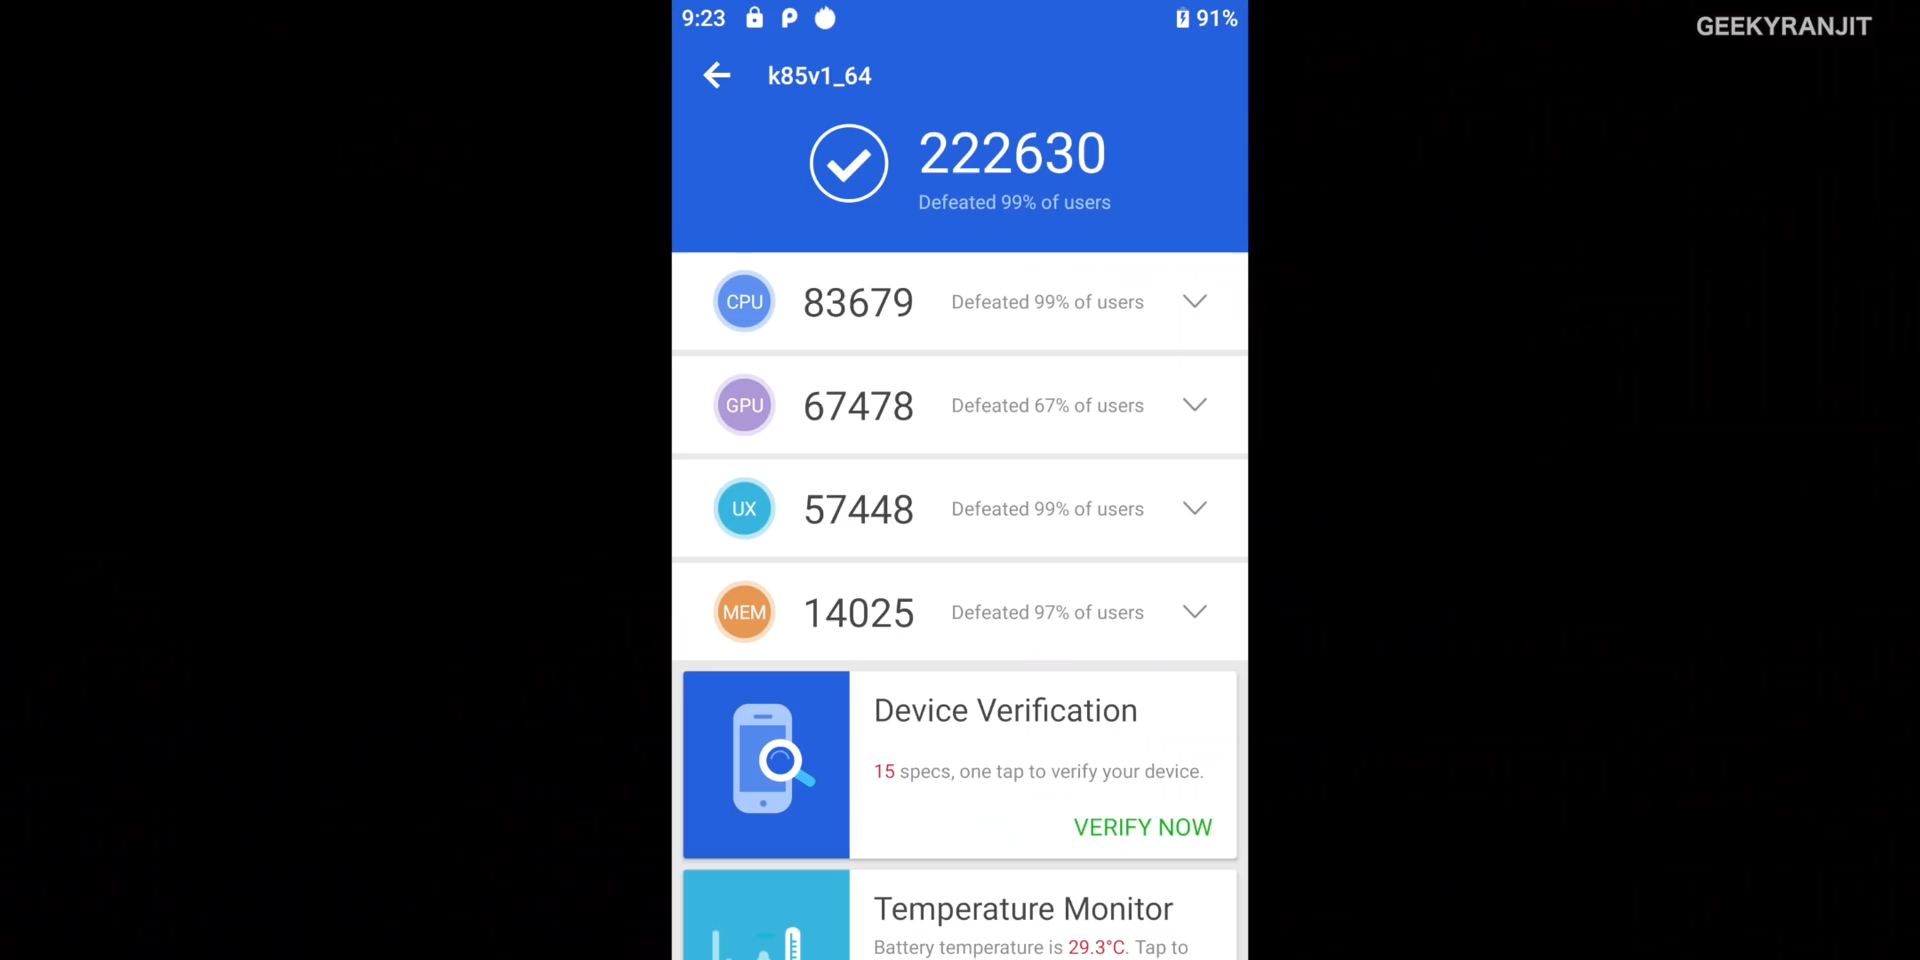 9:23 P 91%
GEEKYRANJIT
k85v1_64
222630
Defeated 99% of users
CPU 83679 Defeated 99% of users
GPU 67478 Defeated 67% of users
UX 57448 Defeated 99% of users
MEM 14025 Defeated 97% of users
Device Verification
15 specs, one tap to verify your device.
VERIFY NOW
Temperature Monitor
Battery temperature is 29.3°C. Tap to